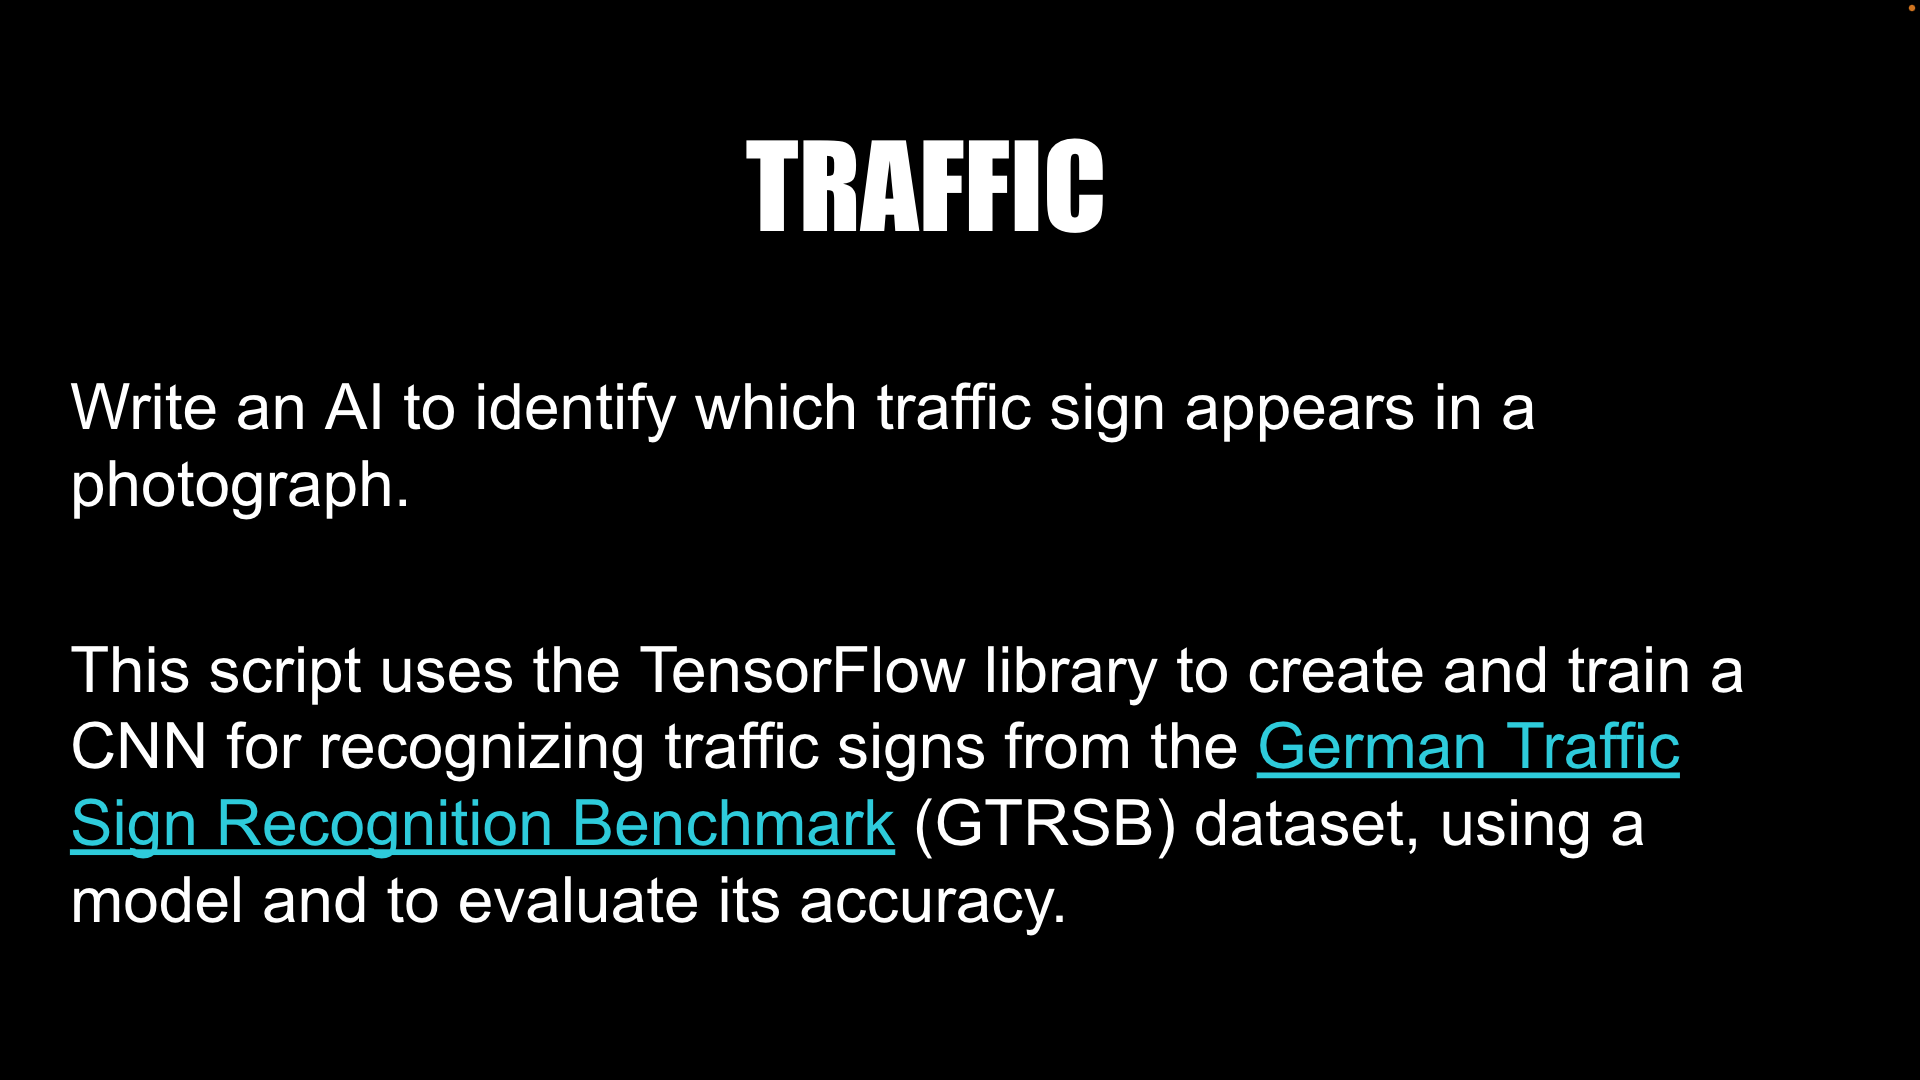 TRAFFIC
Write an AI to identify which traffic sign appears in a
photograph.
This script uses the TensorFlow library to create and train a
CNN for recognizing traffic signs from the German Traffic
Sign Recognition Benchmark (GTRSB) dataset, using a
model and to evaluate its accuracy.